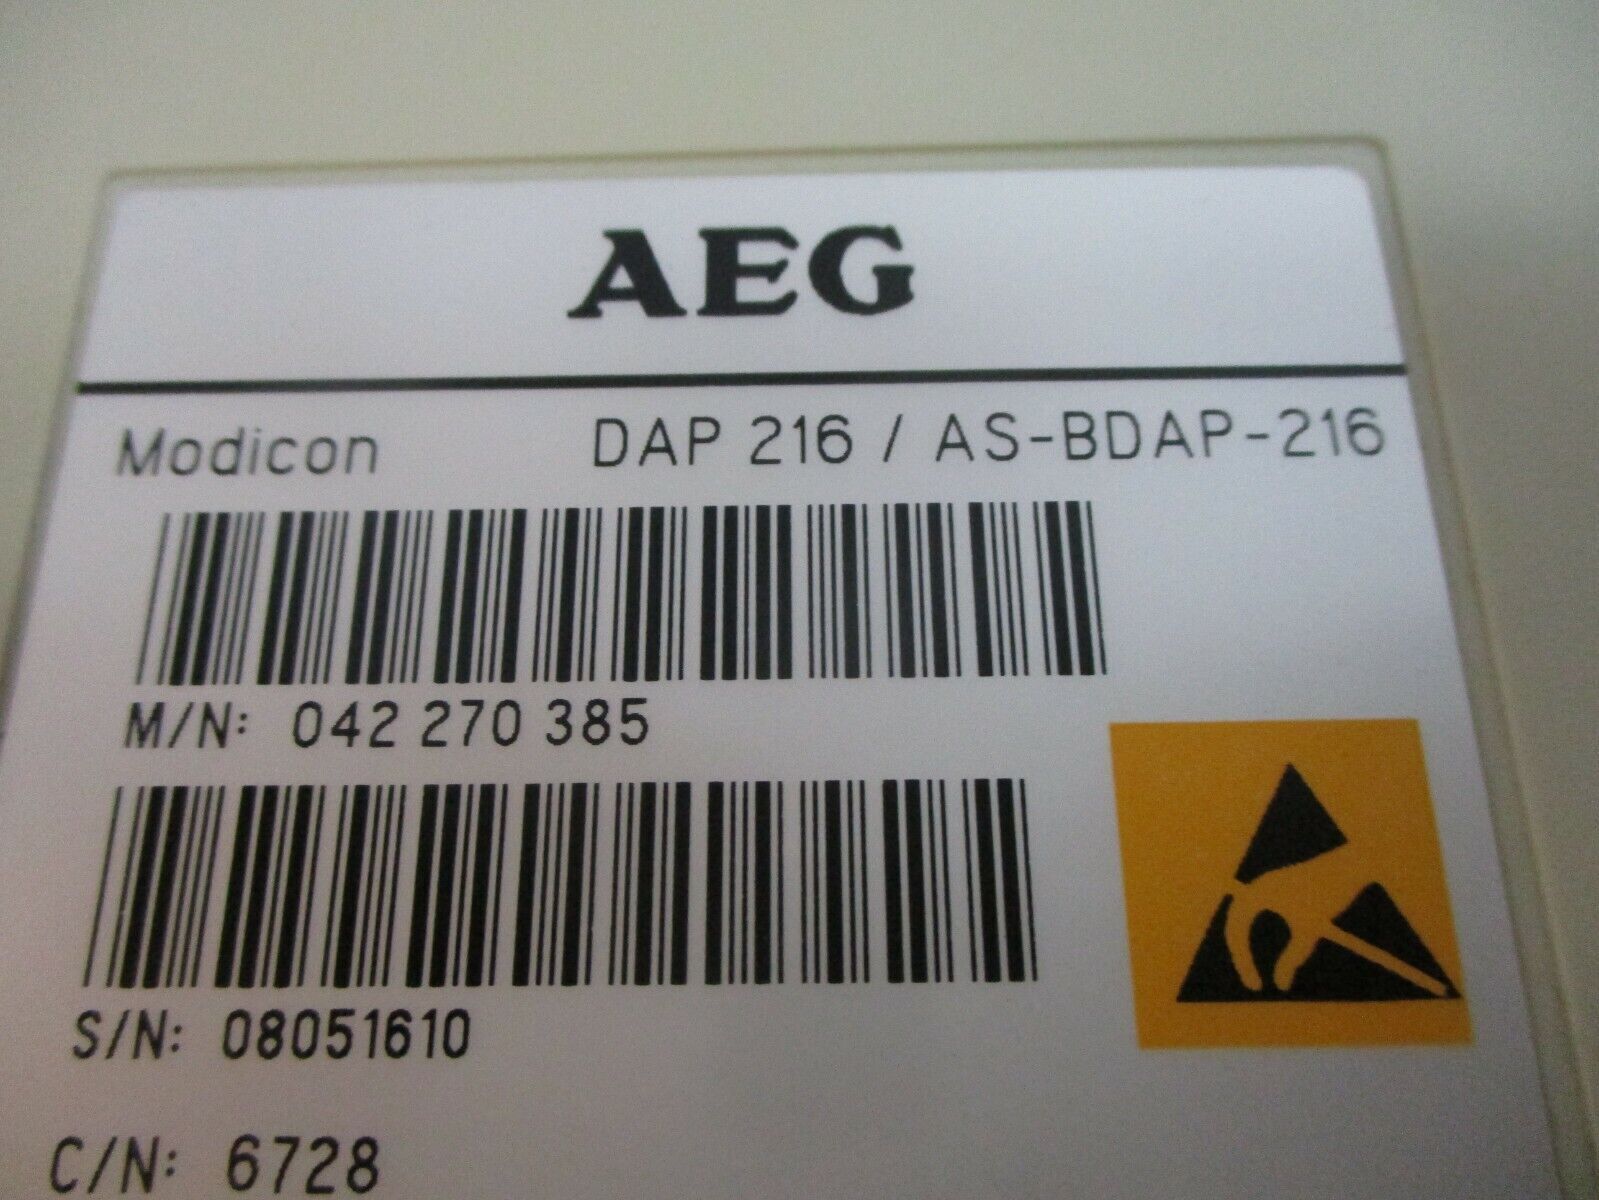 AEG
Modicon DAP 216 / AS-BDAP-216
M/N: 042 270 385
S/N: 08051610
C/N: 6728